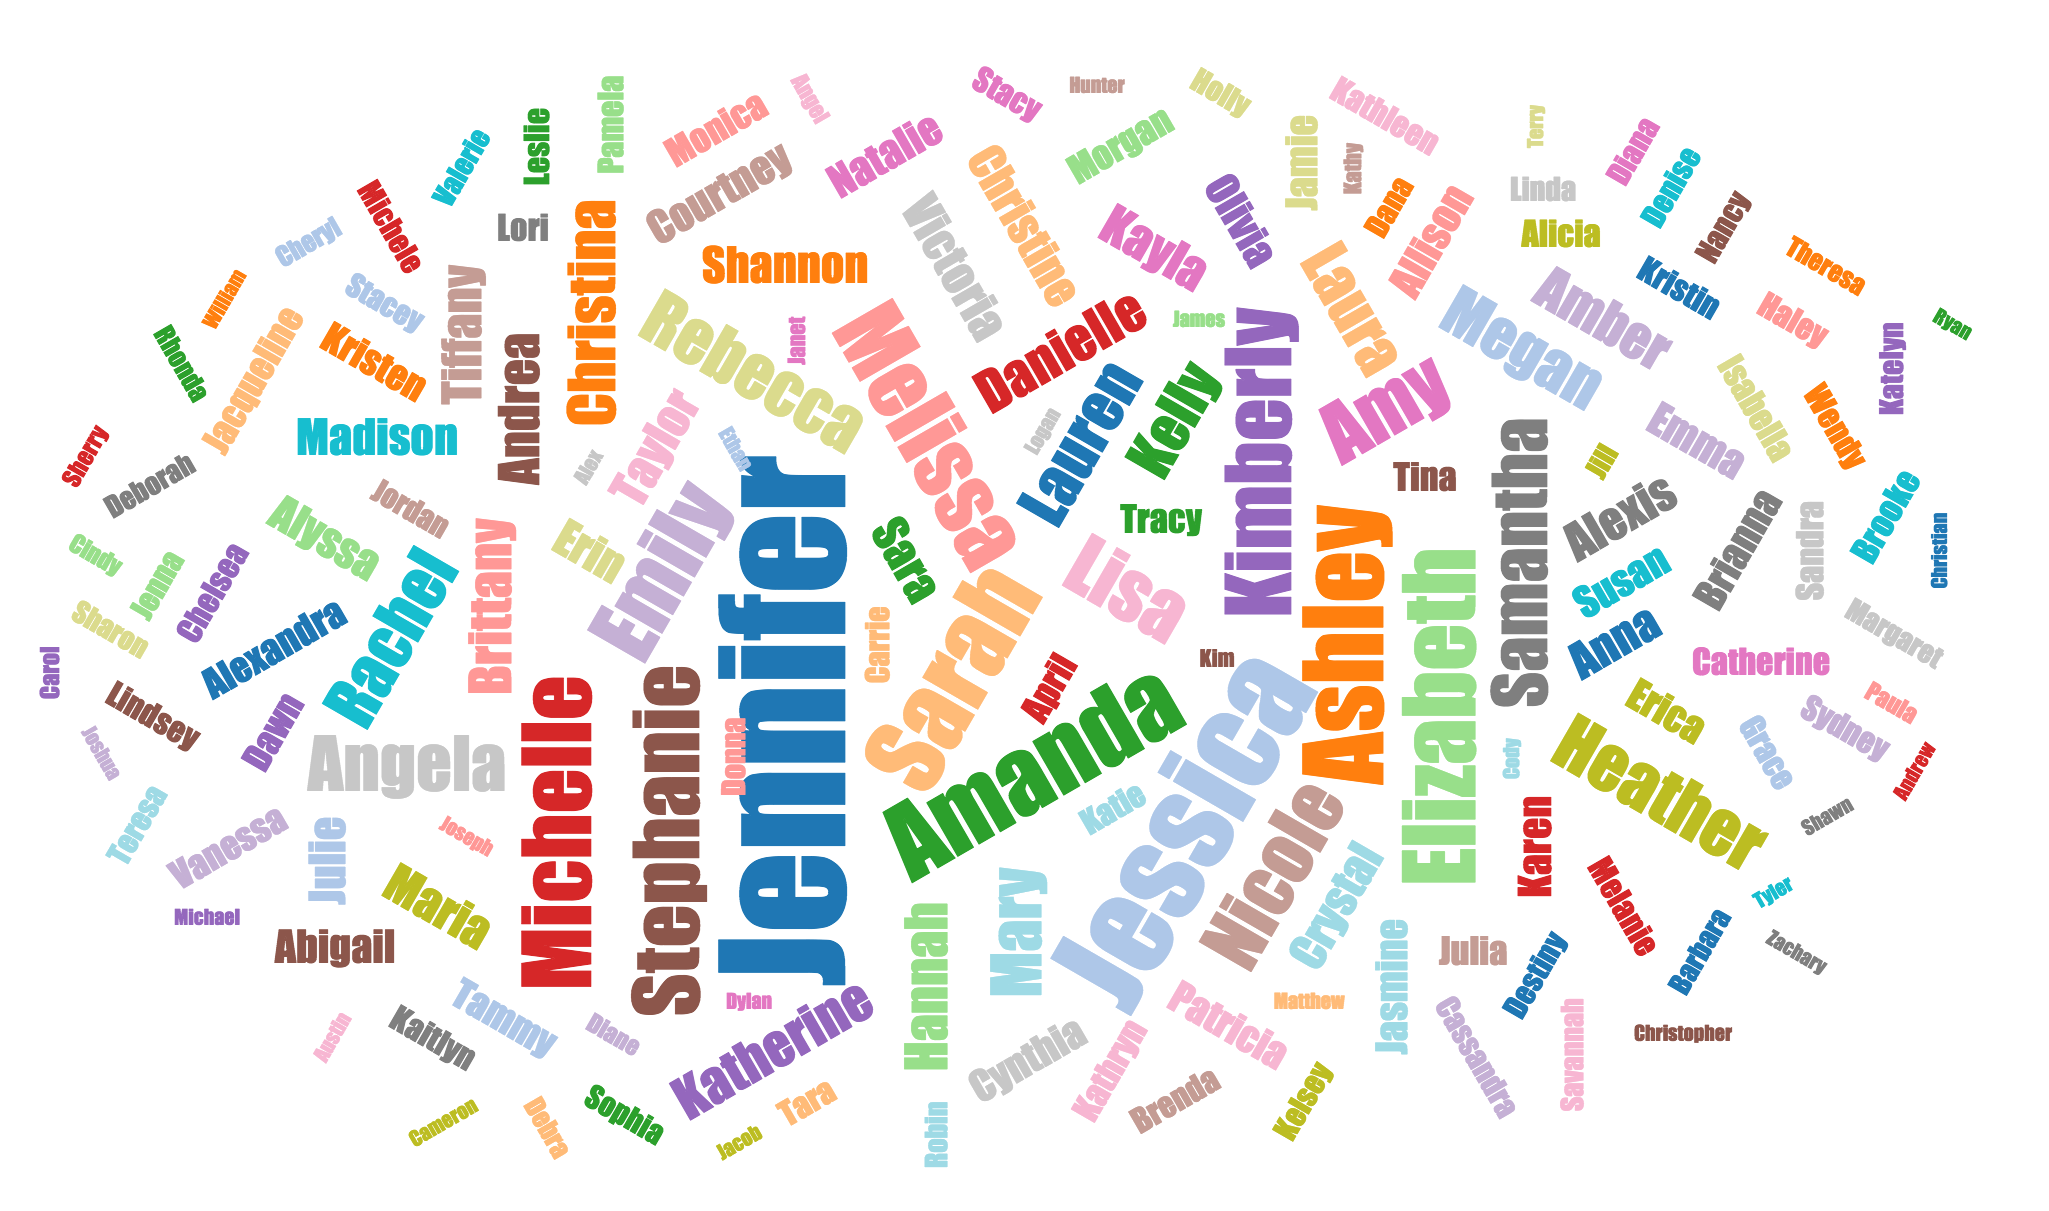 Stacy
Hunter
Holly
Kathleen
Angel
Pamela
Monica
Leslie
Valerie
Natalie
Morgan
Jamie
Kathy
Terry
Diana
Denise
Linda
Nancy
Michele
Lori
Courtney
Christina
Victoria
Christine
Kayla
Olivia
Dana
Allison
Alicia
Theresa
Cheryl
William
Stacey
Shannon
Laura
Kristin
Amber
Haley
Ryan
Rhonda
Jacqueline
Kristen
Tiffany
Andrea
Rebecca
Janet
Melissa
Danielle
James
Kimberly
Megan
Katelyn
Isabella
Wendy
Madison
Taylor
Ethan
Logan
Lauren
Kelly
Amy
Emma
Sherry
Deborah
Jordan
Alex
Tina
Jill
Samantha
Alexis
Brianna
Brooke
Alyssa
Erin
Emily
Jennifer
Sara
Tracy
Ashley
Susan
Sandra
Christian
Cindy
Jenna
Chelsea
Rachel
Brittany
Sarah
Lisa
Elizabeth
Anna
Margaret
Sharon
Alexandra
Carrie
Kim
April
Catherine
Carol
Lindsey
Dawn
Michelle
Stephanie
Donna
Amanda
Jessica
Erica
Sydney
Paula
Joshua
Angela
Katie
Nicole
Cody
Heather
Grace
Andrew
Teresa
Vanessa
Julie
Joseph
Crystal
Karen
Shawn
Michael
Maria
Hannah
Mary
Melanie
Tyler
Abigail
Julia
Jasmine
Destiny
Barbara
Zachary
Austin
Kaitlyn
Tammy
Diane
Dylan
Katherine
Cynthia
Kathryn
Patricia
Matthew
Cassandra
Savannah
Christopher
Cameron
Debra
Sophia
Jacob
Tara
Robin
Brenda
Kelsey